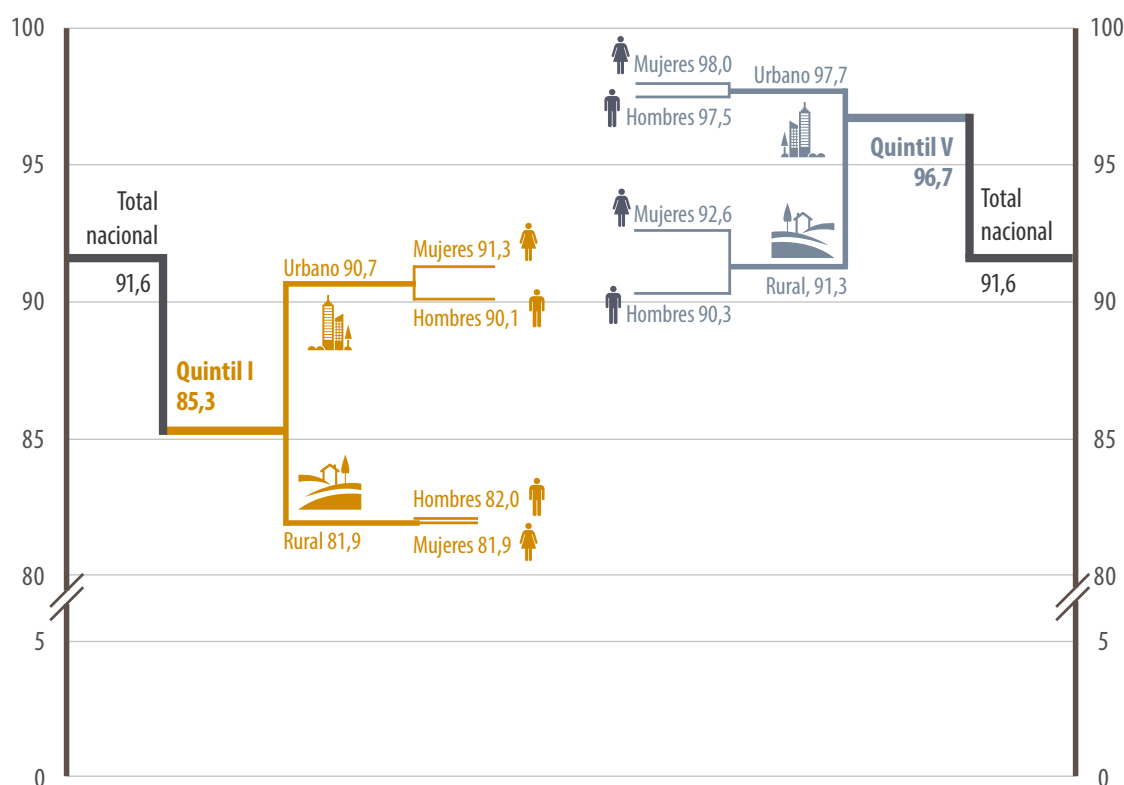 100
95
90
85
80
5
0
Total
nacional
91,6
Quintil I
85,3
Urbano 90,7
Mujeres 91,3
Hombres 90,1
Rural 81,9
Hombres 82,0
Mujeres 81,9
Mujeres 98,0
Hombres 97,5
Urbano 97,7
Mujeres 92,6
Hombres 90,3
Rural, 91,3
Quintil V
96,7
Total
nacional
91,6
100
95
90
85
80
5
0